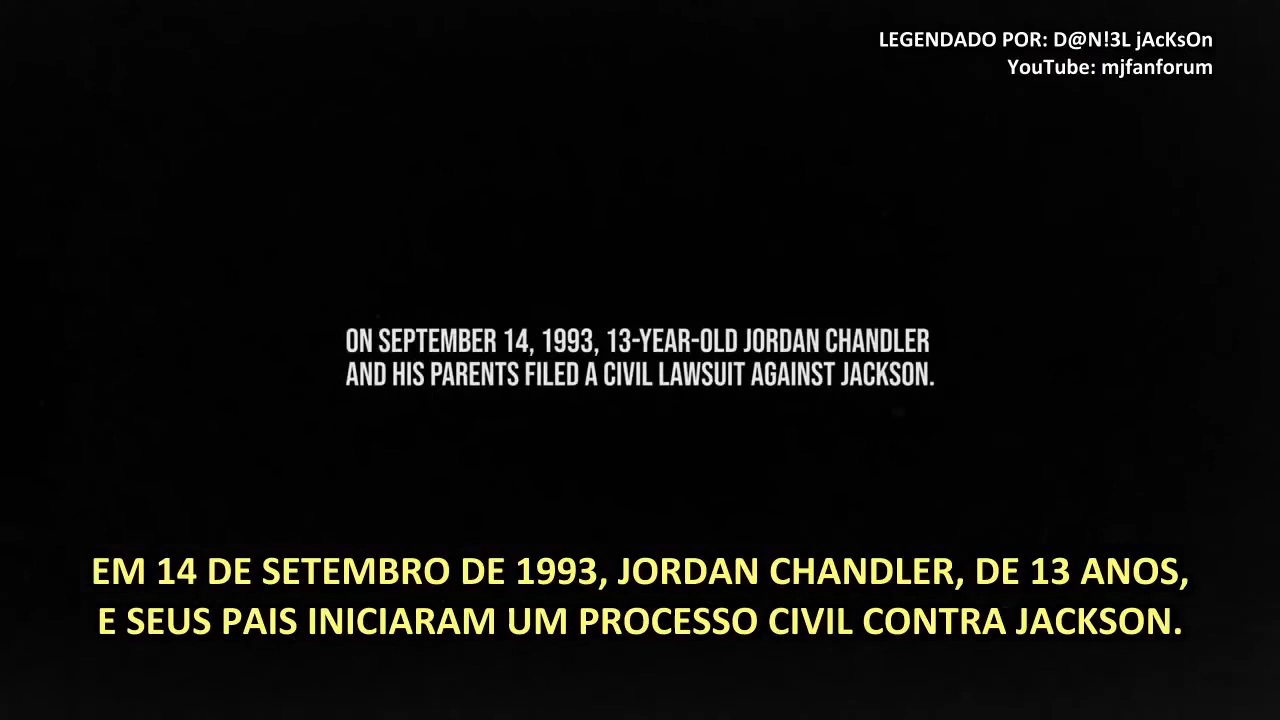 LEGENDADO POR: D@N!3L jAcKsOn
YouTube: mjfanforum
ON SEPTEMBER 14, 1993, 13-YEAR-OLD JORDAN CHANDLER
AND HIS PARENTS FILED A CIVIL LAWSUIT AGAINST JACKSON.
EM 14 DE SETEMBRO DE 1993, JORDAN CHANDLER, DE 13 ANOS,
E SEUS PAIS INICIARAM UM PROCESSO CIVIL CONTRA JACKSON.